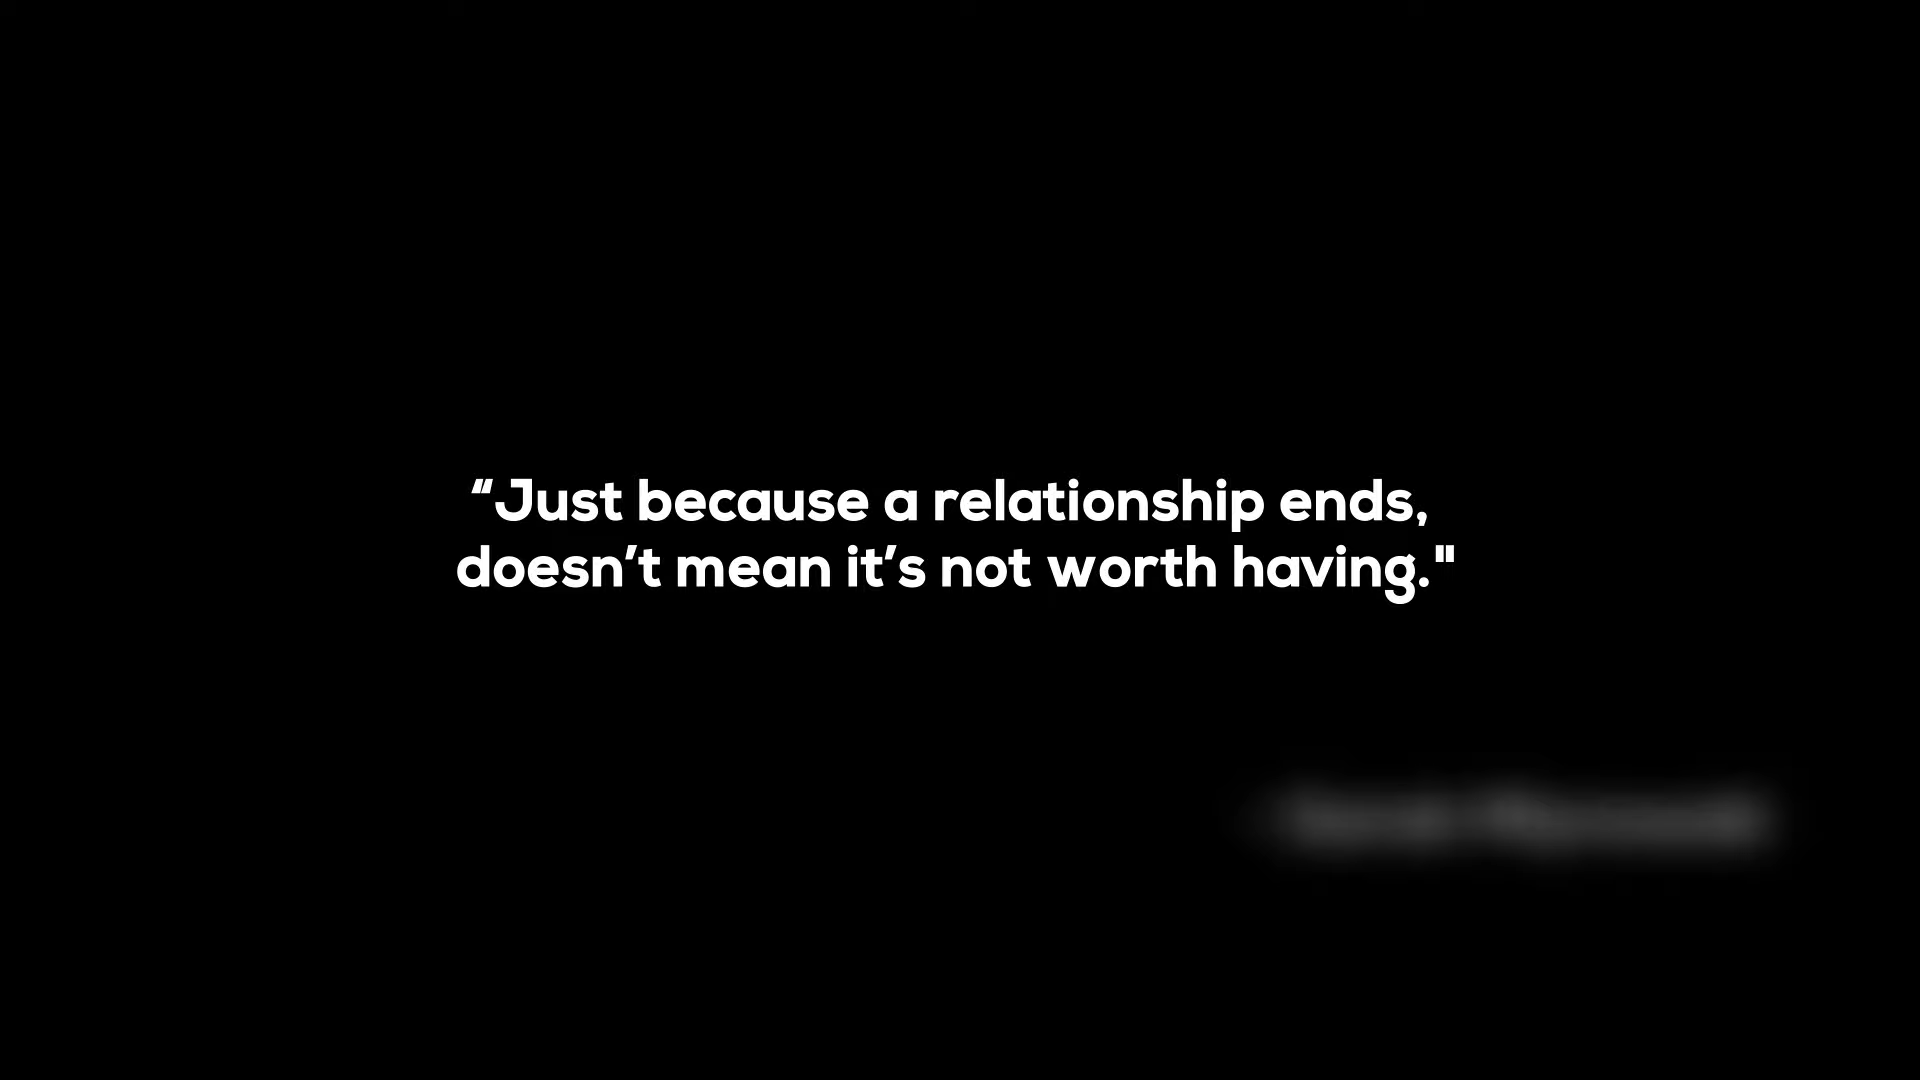 “Just because a relationship ends,
doesn’t mean it’s not worth having."